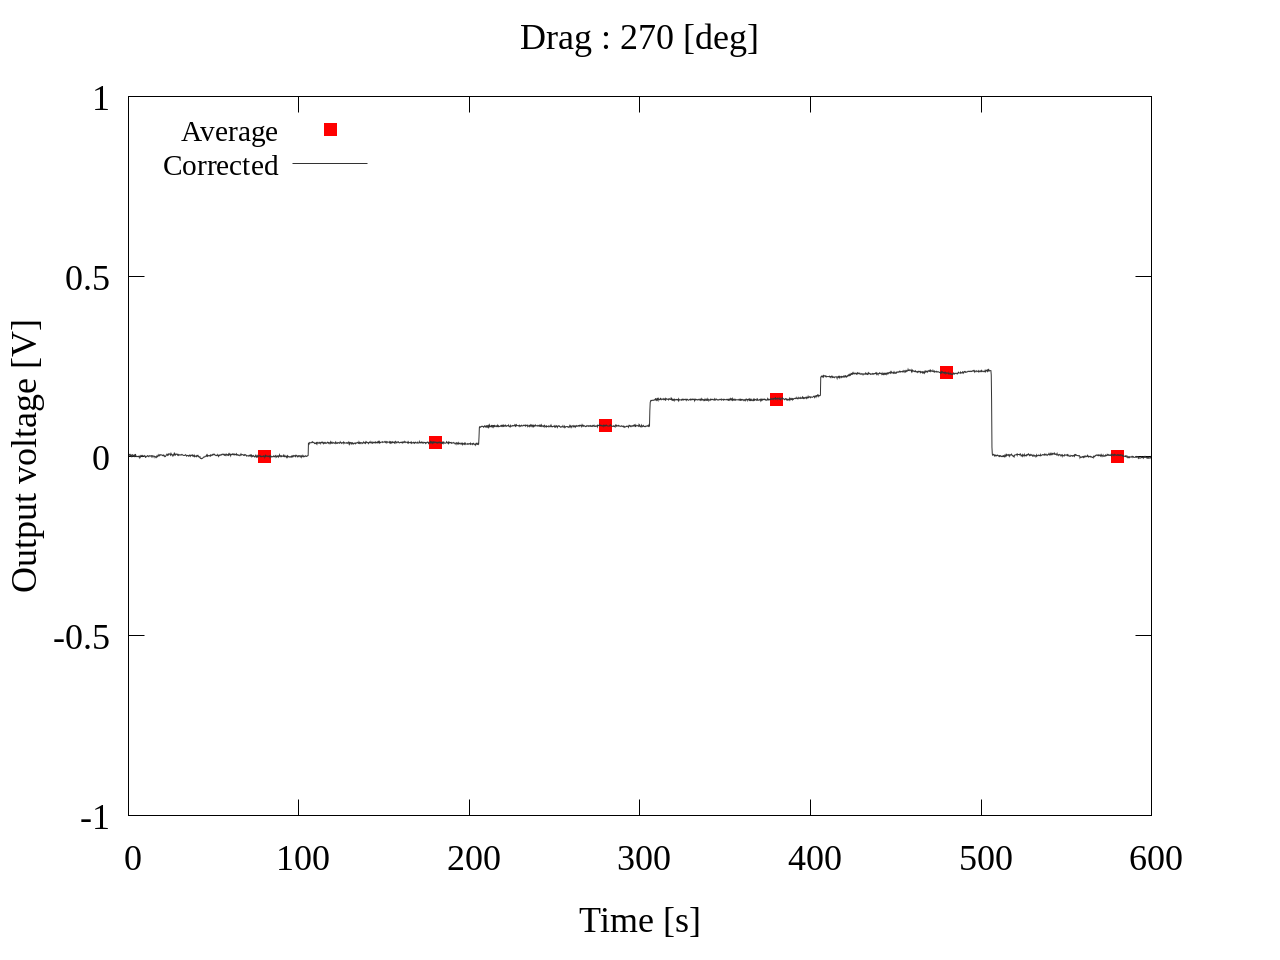 Drag : 270 [deg]
Average
Corrected
1
0.5
0
-0.5
-1
Output voltage [V]
0 100 200 300 400 500 600
Time [s]